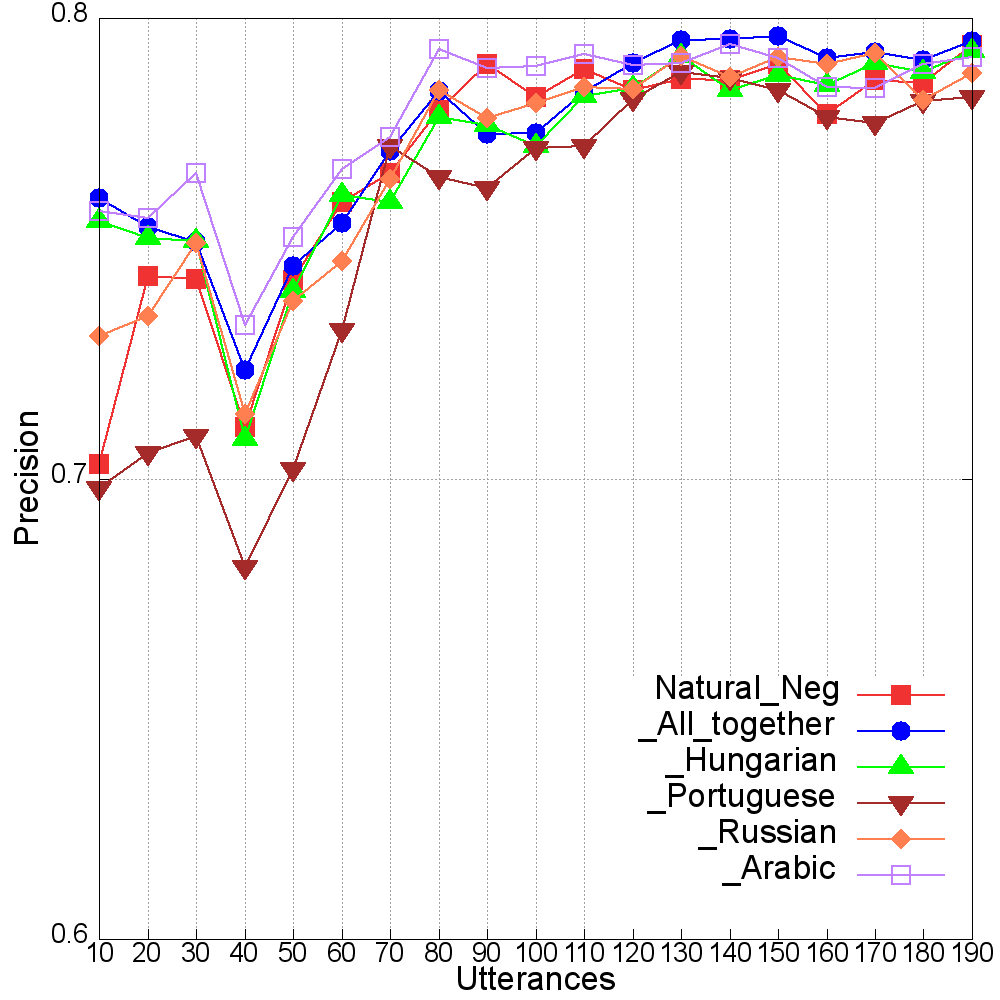 0.8
0.7
0.6
Precision
10 20 30 40 50 60 70 80 90 100 110 120 130 140 150 160 170 180 190
Utterances
Natural_Neg
_All_together
_Hungarian
_Portuguese
_Russian
_Arabic